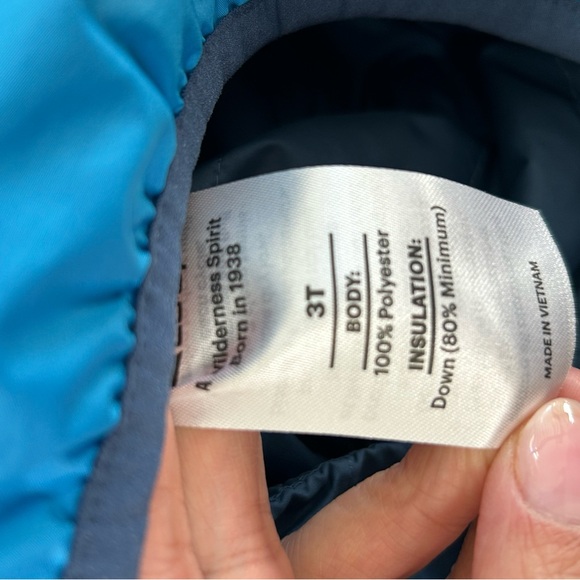 A Wilderness Spirit
Born in 1938
3T
BODY:
100% Polyester
INSULATION:
Down (80% Minimum)
MADE IN VIETNAM